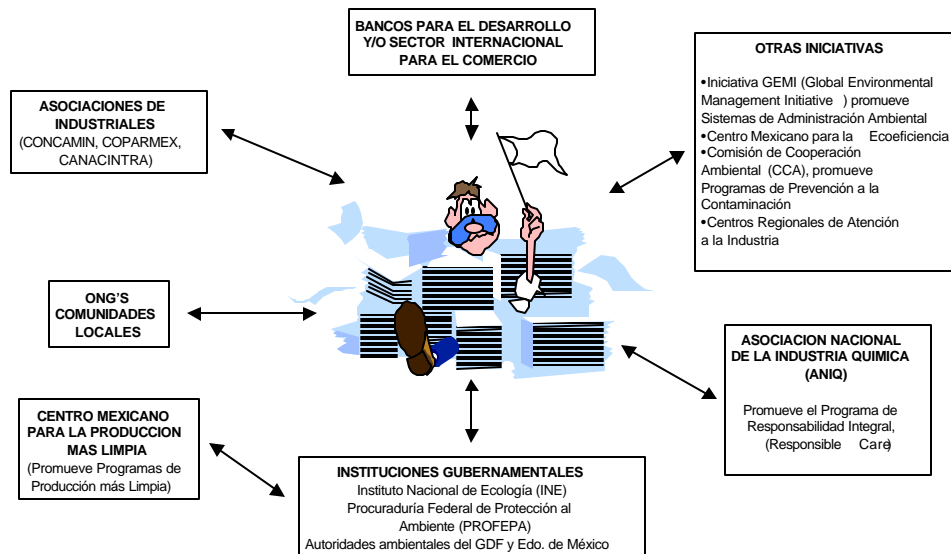 BANCOS PARA EL DESARROLLO
Y/O SECTOR INTERNACIONAL
PARA EL COMERCIO
OTRAS INICIATIVAS
•Iniciativa GEMI (Global Environmental
Management Initiative ) promueve
Sistemas de Administración Ambiental
•Centro Mexicano para la Ecoeficiencia
•Comisión de Cooperación
Ambiental (CCA), promueve
Programas de Prevención a la
Contaminación
•Centros Regionales de Atención
a la Industria
ASOCIACIONES DE
INDUSTRIALES
(CONCAMIN, COPARMEX,
CANACINTRA)
ONG'S
COMUNIDADES
LOCALES
ASOCIACION NACIONAL
DE LA INDUSTRIA QUIMICA
(ANIQ)
Promueve el Programa de
Responsabilidad Integral,
(Responsible Care)
CENTRO MEXICANO
PARA LA PRODUCCION
MAS LIMPIA
(Promueve Programas de
Producción más Limpia)
INSTITUCIONES GUBERNAMENTALES
Instituto Nacional de Ecología (INE)
Procuraduría Federal de Protección al
Ambiente (PROFEPA)
Autoridades ambientales del GDF y Edo. de México